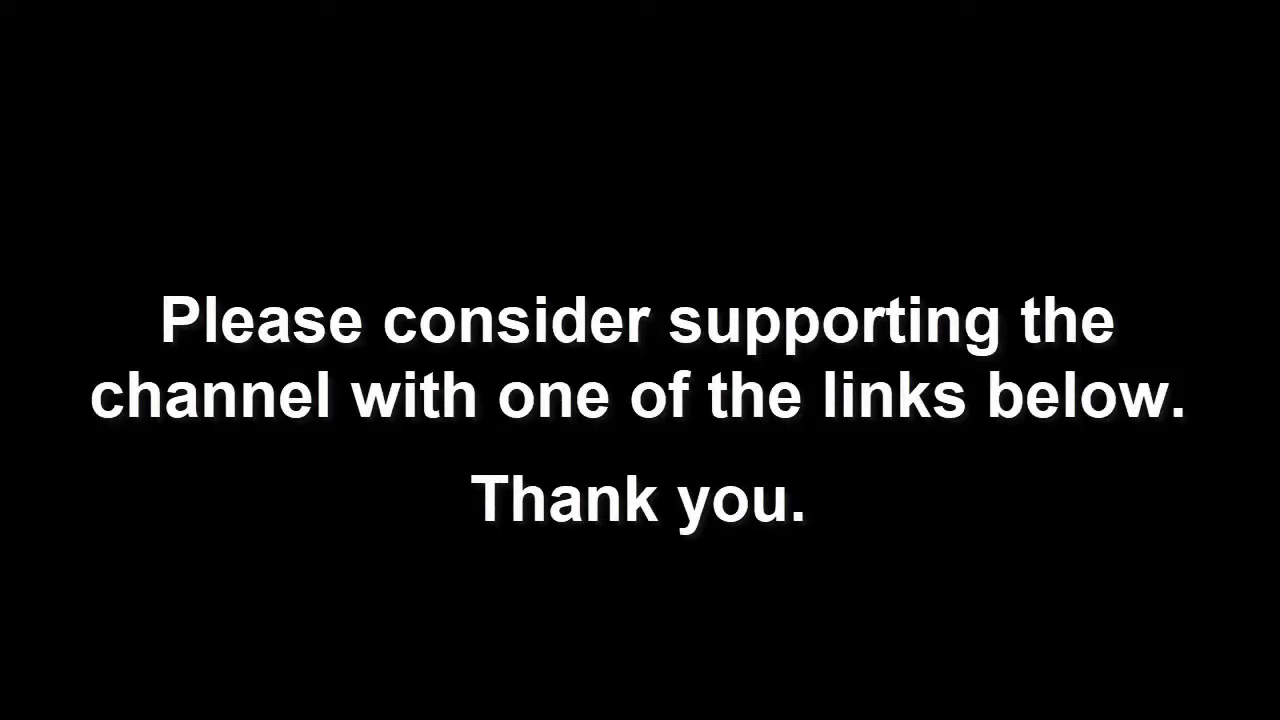 Please consider supporting the
channel with one of the links below.
Thank you.